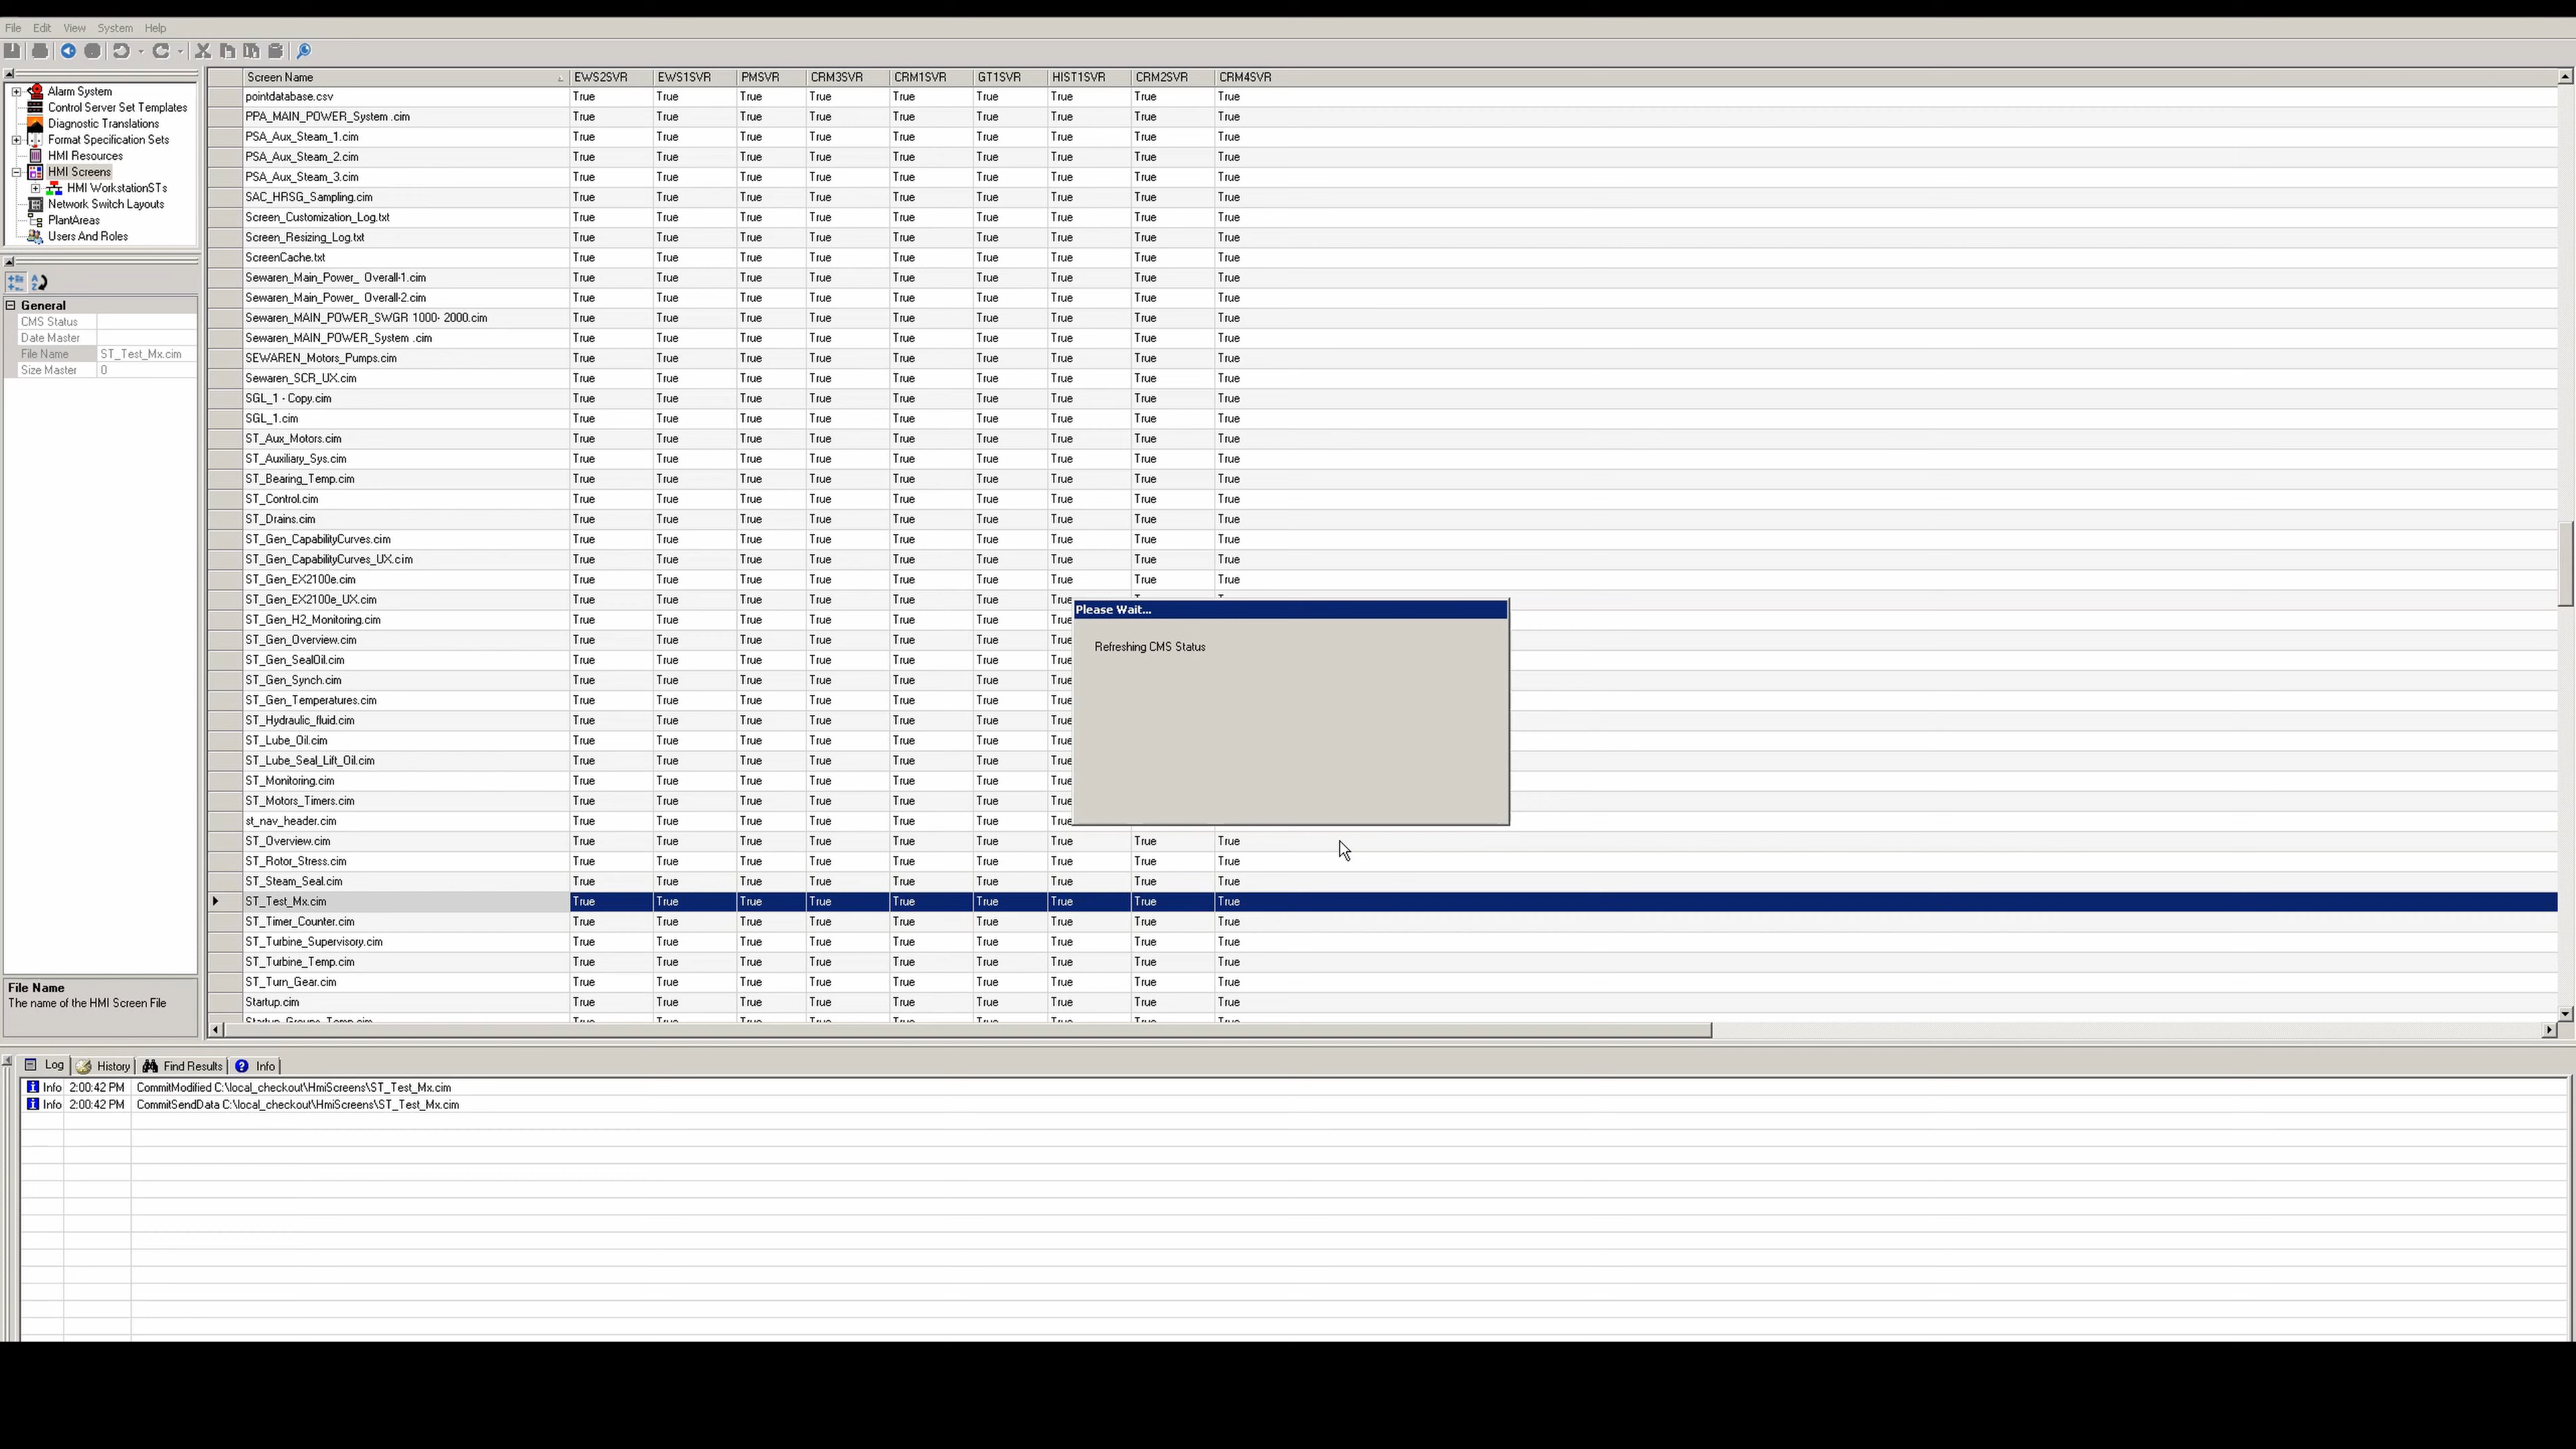 File Edit View System Help
Alarm System
Control Server Set Templates
Diagnostic Translations
Format Specification Sets
HMI Resources
HMI Screens
HMI WorkstationSTs
Network Switch Layouts
PlantAreas
Users And Roles
General
CMS Status
Date Master
File Name ST_Test_Mx.cim
Size Master 0
File Name
The name of the HMI Screen File
Screen Name EWS2SVR EWS1SVR PMSVR CRM3SVR CRM1SVR GT1SVR HIST1SVR CRM2SVR CRM4SVR
pointdatabase.csv True True True True True True True True True
PPA_MAIN_POWER_System .cim True True True True True True True True True
PSA_Aux_Steam_1.cim True True True True True True True True True
PSA_Aux_Steam_2.cim True True True True True True True True True
PSA_Aux_Steam_3.cim True True True True True True True True True
SAC_HRSG_Sampling.cim True True True True True True True True True
Screen_Customization_Log.txt True True True True True True True True True
Screen_Resizing_Log.txt True True True True True True True True True
ScreenCache.txt True True True True True True True True True
Sewaren_Main_Power_ Overall-1.cim True True True True True True True True True
Sewaren_Main_Power_ Overall-2.cim True True True True True True True True True
Sewaren_MAIN_POWER_SWGR 1000- 2000.cim True True True True True True True True True
Sewaren_MAIN_POWER_System .cim True True True True True True True True True
SEWAREN_Motors_Pumps.cim True True True True True True True True True
Sewaren_SCR_UX.cim True True True True True True True True True
SGL_1 - Copy.cim True True True True True True True True True
SGL_1.cim True True True True True True True True True
ST_Aux_Motors.cim True True True True True True True True True
ST_Auxiliary_Sys.cim True True True True True True True True True
ST_Bearing_Temp.cim True True True True True True True True True
ST_Control.cim True True True True True True True True True
ST_Drains.cim True True True True True True True True True
ST_Gen_CapabilityCurves.cim True True True True True True True True True
ST_Gen_CapabilityCurves_UX.cim True True True True True True True True True
ST_Gen_EX2100e.cim True True True True True True True True True
ST_Gen_EX2100e_UX.cim True True True True True True True
ST_Gen_H2_Monitoring.cim True True True True True True True
ST_Gen_Overview.cim True True True True True True True
ST_Gen_SealOil.cim True True True True True True True
ST_Gen_Synch.cim True True True True True True True
ST_Gen_Temperatures.cim True True True True True True True
ST_Hydraulic_fluid.cim True True True True True True True
ST_Lube_Oil.cim True True True True True True True
ST_Lube_Seal_Lift_Oil.cim True True True True True True True
ST_Monitoring.cim True True True True True True True
ST_Motors_Timers.cim True True True True True True True
st_nav_header.cim True True True True True True True
ST_Overview.cim True True True True True True True True True
ST_Rotor_Stress.cim True True True True True True True True True
ST_Steam_Seal.cim True True True True True True True True True
ST_Test_Mx.cim True True True True True True True True True
ST_Timer_Counter.cim True True True True True True True True True
ST_Turbine_Supervisory.cim True True True True True True True True True
ST_Turbine_Temp.cim True True True True True True True True True
ST_Turn_Gear.cim True True True True True True True True True
Startup.cim True True True True True True True True True
Startup_Groups_Temp.cim True True True True True True True True True
Please Wait...
Refreshing CMS Status
Log History Find Results Info
Info 2:00:42 PM CommitModified C:\local_checkout\HmiScreens\ST_Test_Mx.cim
Info 2:00:42 PM CommitSendData C:\local_checkout\HmiScreens\ST_Test_Mx.cim